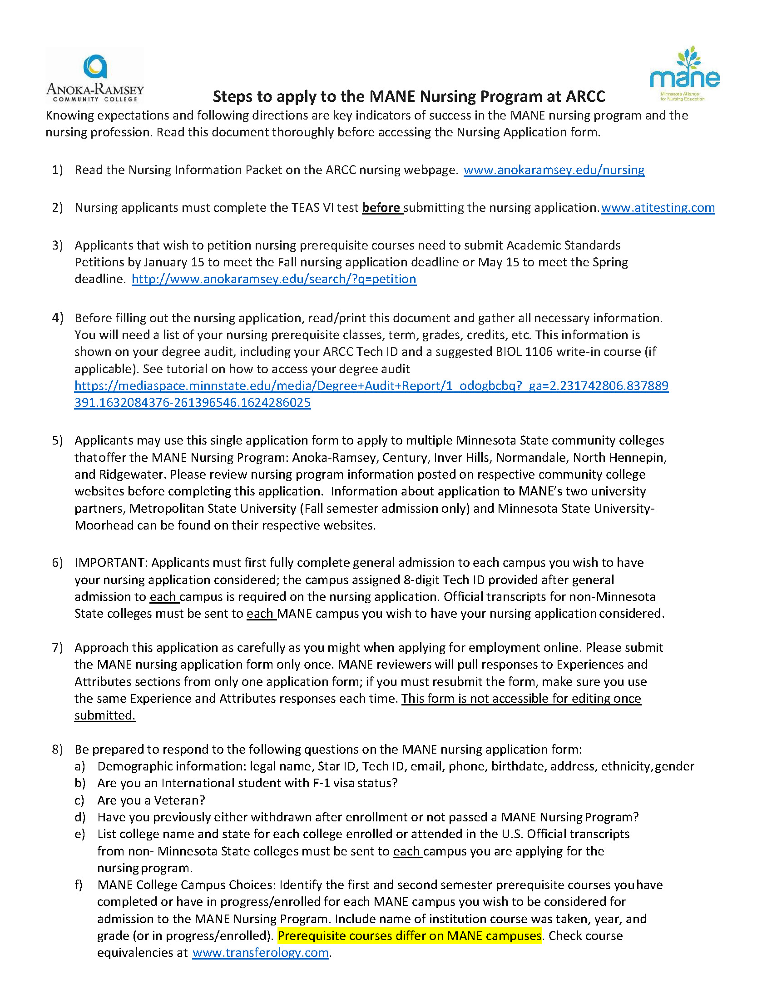 ANOKA-RAMSEY
COMMUNITY COLLEGE
mane
Minnesota Alliance
for Nursing Education
Steps to apply to the MANE Nursing Program at ARCC
Knowing expectations and following directions are key indicators of success in the MANE nursing program and the
nursing profession. Read this document thoroughly before accessing the Nursing Application form.
1) Read the Nursing Information Packet on the ARCC nursing webpage. www.anokaramsey.edu/nursing
2) Nursing applicants must complete the TEAS VI test before submitting the nursing application. www.atitesting.com
3) Applicants that wish to petition nursing prerequisite courses need to submit Academic Standards
Petitions by January 15 to meet the Fall nursing application deadline or May 15 to meet the Spring
deadline. http://www.anokaramsey.edu/search/?q=petition
4) Before filling out the nursing application, read/print this document and gather all necessary information.
You will need a list of your nursing prerequisite classes, term, grades, credits, etc. This information is
shown on your degree audit, including your ARCC Tech ID and a suggested BIOL 1106 write-in course (if
applicable). See tutorial on how to access your degree audit
https://mediaspace.minnstate.edu/media/Degree+Audit+Report/1_odogbcbq?_ga=2.231742806.837889
391.1632084376-261396546.1624286025
5) Applicants may use this single application form to apply to multiple Minnesota State community colleges
that offer the MANE Nursing Program: Anoka-Ramsey, Century, Inver Hills, Normandale, North Hennepin,
and Ridgewater. Please review nursing program information posted on respective community college
websites before completing this application. Information about application to MANE’s two university
partners, Metropolitan State University (Fall semester admission only) and Minnesota State University-
Moorhead can be found on their respective websites.
6) IMPORTANT: Applicants must first fully complete general admission to each campus you wish to have
your nursing application considered; the campus assigned 8-digit Tech ID provided after general
admission to each campus is required on the nursing application. Official transcripts for non-Minnesota
State colleges must be sent to each MANE campus you wish to have your nursing application considered.
7) Approach this application as carefully as you might when applying for employment online. Please submit
the MANE nursing application form only once. MANE reviewers will pull responses to Experiences and
Attributes sections from only one application form; if you must resubmit the form, make sure you use
the same Experience and Attributes responses each time. This form is not accessible for editing once
submitted.
8) Be prepared to respond to the following questions on the MANE nursing application form:
a) Demographic information: legal name, Star ID, Tech ID, email, phone, birthdate, address, ethnicity, gender
b) Are you an International student with F-1 visa status?
c) Are you a Veteran?
d) Have you previously either withdrawn after enrollment or not passed a MANE Nursing Program?
e) List college name and state for each college enrolled or attended in the U.S. Official transcripts
from non- Minnesota State colleges must be sent to each campus you are applying for the
nursing program.
f) MANE College Campus Choices: Identify the first and second semester prerequisite courses you have
completed or have in progress/enrolled for each MANE campus you wish to be considered for
admission to the MANE Nursing Program. Include name of institution course was taken, year, and
grade (or in progress/enrolled). Prerequisite courses differ on MANE campuses. Check course
equivalencies at www.transferology.com.